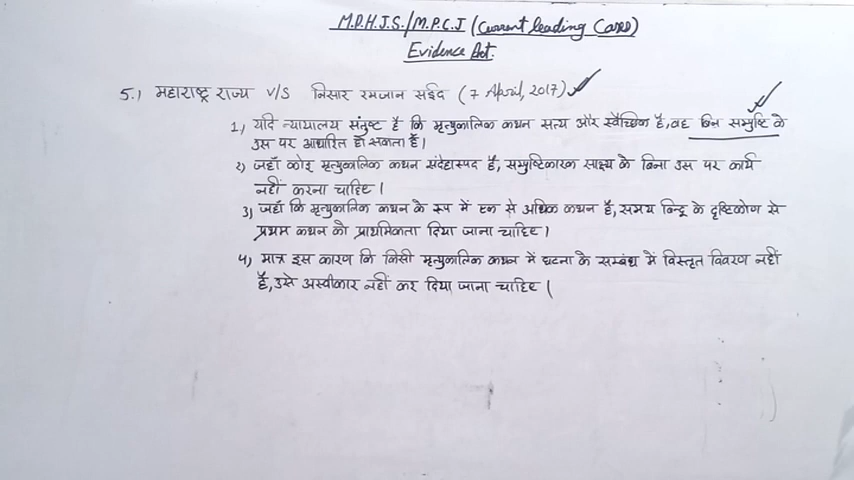 M.P.H.J.S./M.P.C.J (Current leading Cases)
Evidence Act.
5.) महाराष्ट्र राज्य V/S निसार रमजान सईद (7 April, 2017)
1) यदि न्यायालय संतुष्ट है कि मृत्युकालिक कथन सत्य और स्वैच्छिक है, वह बिना सम्पुष्टि के
उस पर आधारित हो सकता है।
2) जहाँ कोइ मृत्युकालिक कथन संदेहास्पद है, सम्पुष्टिकारक साक्ष्य के बिना उस पर कार्य
नहीं करना चाहिए।
3) जहाँ कि मृत्युकालिक कथन के रूप में एक से अधिक कथन है, समय बिन्दु के दृष्टिकोण से
प्रथम कथन को प्राथमिकता दिया जाना चाहिए।
4) मात्र इस कारण कि किसी मृत्युकालिक कथन में घटना के सम्बंध में विस्तृत विवरण नहीं
है, उसे अस्वीकार नहीं कर दिया जाना चाहिए।